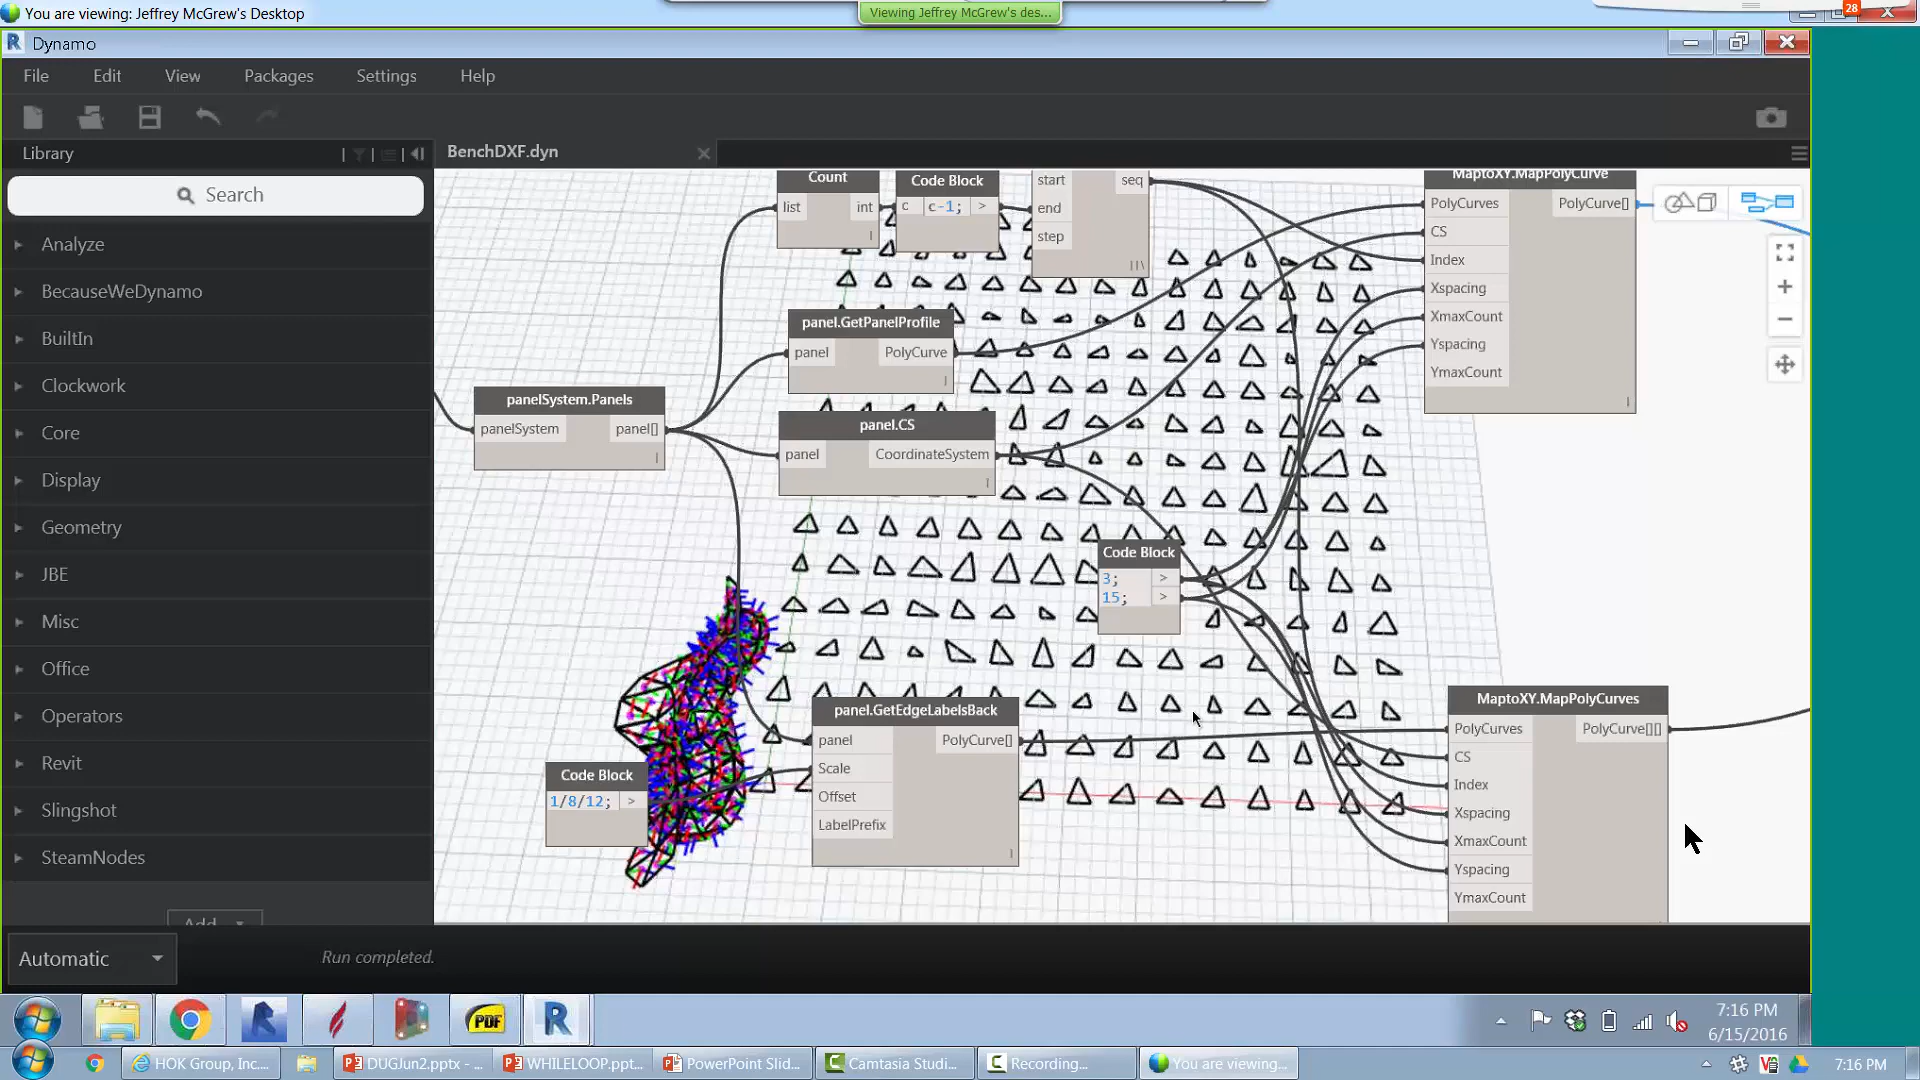 You are viewing: Jeffrey McGrew's Desktop
Viewing Jeffrey McGrew's des...
28
Dynamo
File Edit View Packages Settings Help
Library
BenchDXF.dyn
Search
Analyze
BecauseWeDynamo
BuiltIn
Clockwork
Core
Display
Geometry
JBE
Misc
Office
Operators
Revit
Slingshot
SteamNodes
Add
Automatic
Run completed.
Count
list int
Code Block
c c-1; >
start seq
end
step
panel.GetPanelProfile
panel PolyCurve
panelSystem.Panels
panelSystem panel[]
panel.CS
panel CoordinateSystem
Code Block
3; >
15; >
panel.GetEdgeLabelsBack
panel PolyCurve[]
Scale
Offset
LabelPrefix
Code Block
1/8/12; >
MaptoXY.MapPolyCurve
PolyCurves PolyCurve[]
CS
Index
Xspacing
XmaxCount
Yspacing
YmaxCount
MaptoXY.MapPolyCurves
PolyCurves PolyCurve[][]
CS
Index
Xspacing
XmaxCount
Yspacing
YmaxCount
PDF
7:16 PM
6/15/2016
HOK Group, Inc....
DUGJun2.pptx - ...
WHILELOOP.ppt...
PowerPoint Slid...
Camtasia Studi...
Recording...
You are viewing...
7:16 PM